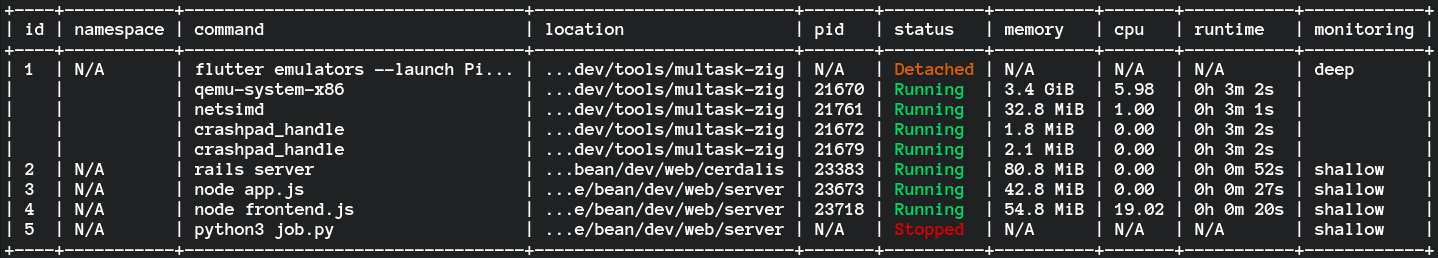 +----+-----------+----------------------------------+--------------------------+-------+----------+-----------+-------+-----------+------------+
| id | namespace | command                          | location                 | pid   | status   | memory    | cpu   | runtime   | monitoring |
+----+-----------+----------------------------------+--------------------------+-------+----------+-----------+-------+-----------+------------+
| 1  | N/A       | flutter emulators --launch Pi... | ...dev/tools/multask-zig | N/A   | Detached | N/A       | N/A   | N/A       | deep       |
|    |           | qemu-system-x86                  | ...dev/tools/multask-zig | 21670 | Running  | 3.4 GiB   | 5.98  | 0h 3m 2s  |            |
|    |           | netsimd                          | ...dev/tools/multask-zig | 21761 | Running  | 32.8 MiB  | 1.00  | 0h 3m 1s  |            |
|    |           | crashpad_handle                  | ...dev/tools/multask-zig | 21672 | Running  | 1.8 MiB   | 0.00  | 0h 3m 2s  |            |
|    |           | crashpad_handle                  | ...dev/tools/multask-zig | 21679 | Running  | 2.1 MiB   | 0.00  | 0h 3m 2s  |            |
| 2  | N/A       | rails server                     | ...bean/dev/web/cerdalis | 23383 | Running  | 80.8 MiB  | 0.00  | 0h 0m 52s | shallow    |
| 3  | N/A       | node app.js                      | ...e/bean/dev/web/server | 23673 | Running  | 42.8 MiB  | 0.00  | 0h 0m 27s | shallow    |
| 4  | N/A       | node frontend.js                 | ...e/bean/dev/web/server | 23718 | Running  | 54.8 MiB  | 19.02 | 0h 0m 20s | shallow    |
| 5  | N/A       | python3 job.py                   | ...e/bean/dev/web/server | N/A   | Stopped  | N/A       | N/A   | N/A       | shallow    |
+----+-----------+----------------------------------+--------------------------+-------+----------+-----------+-------+-----------+------------+